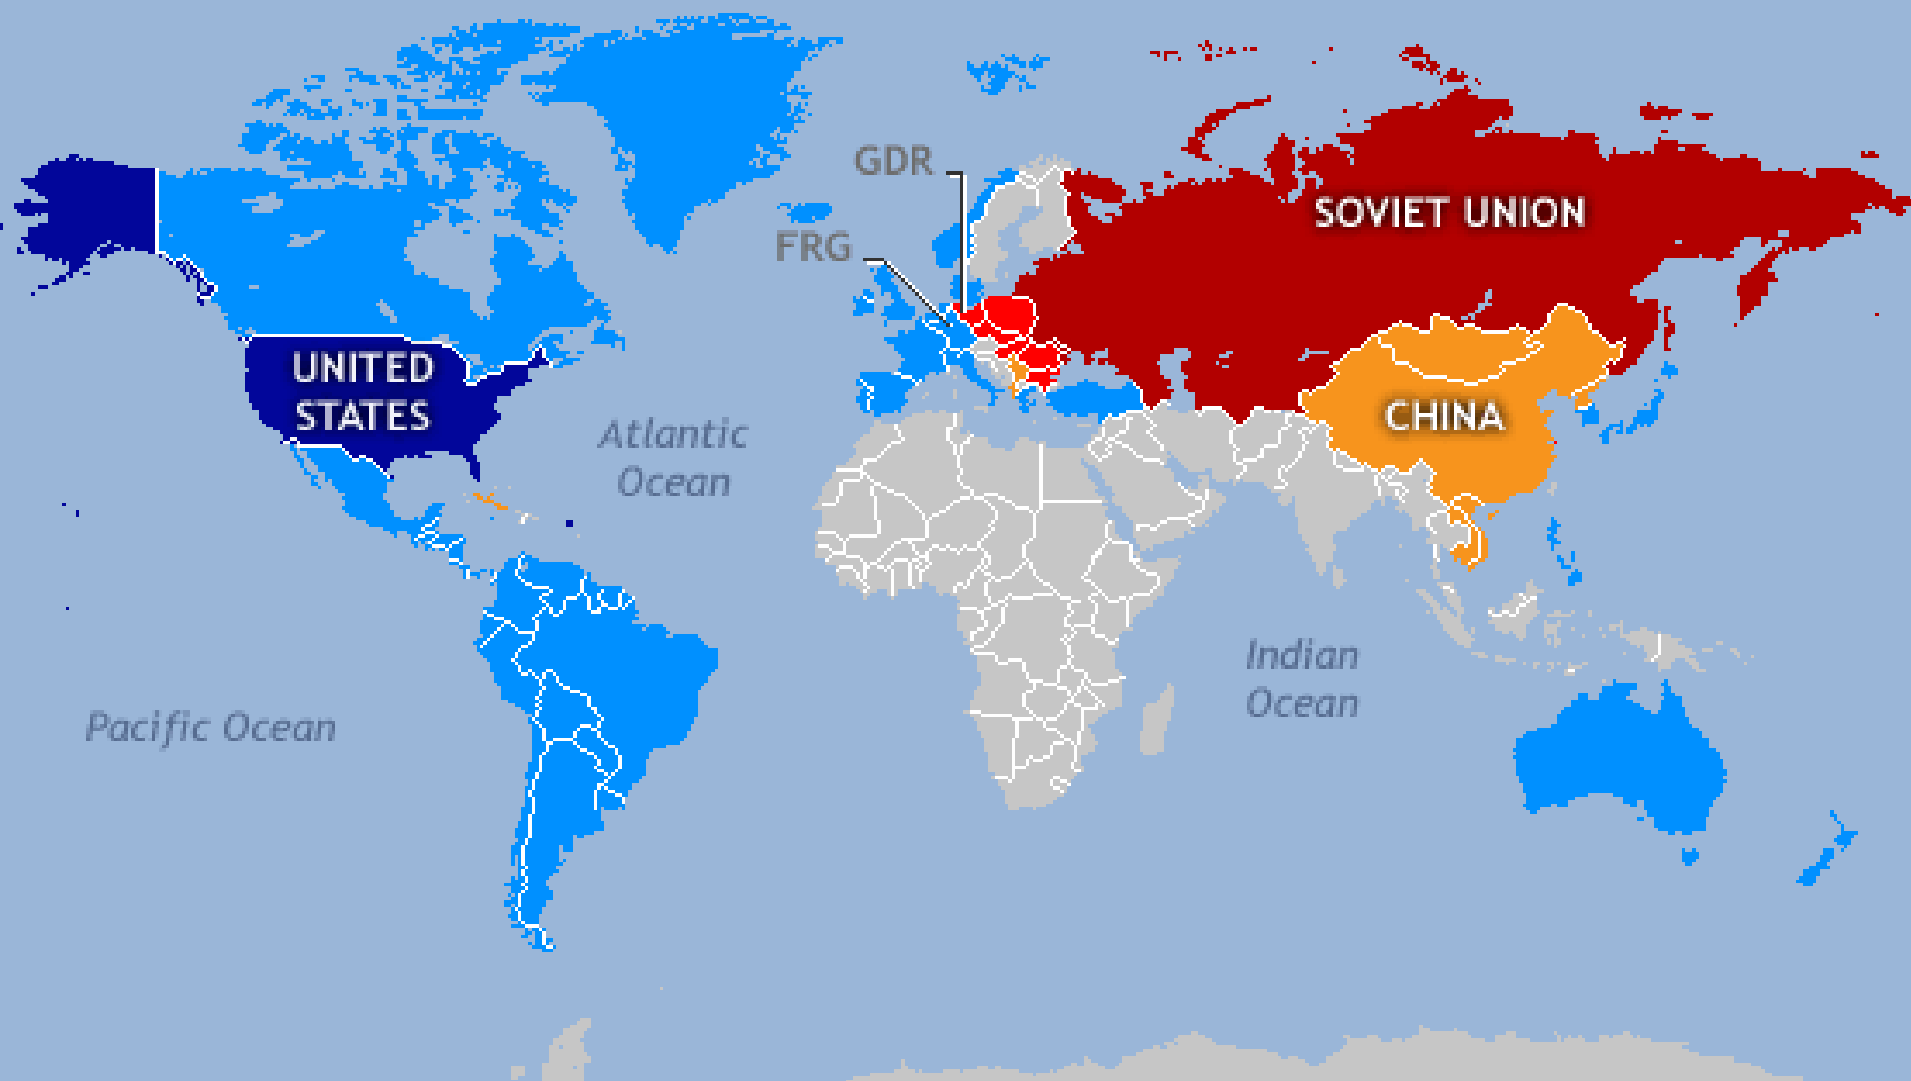 GDR
SOVIET UNION
FRG
UNITED
STATES
CHINA
Atlantic
Ocean
Indian
Ocean
Pacific Ocean